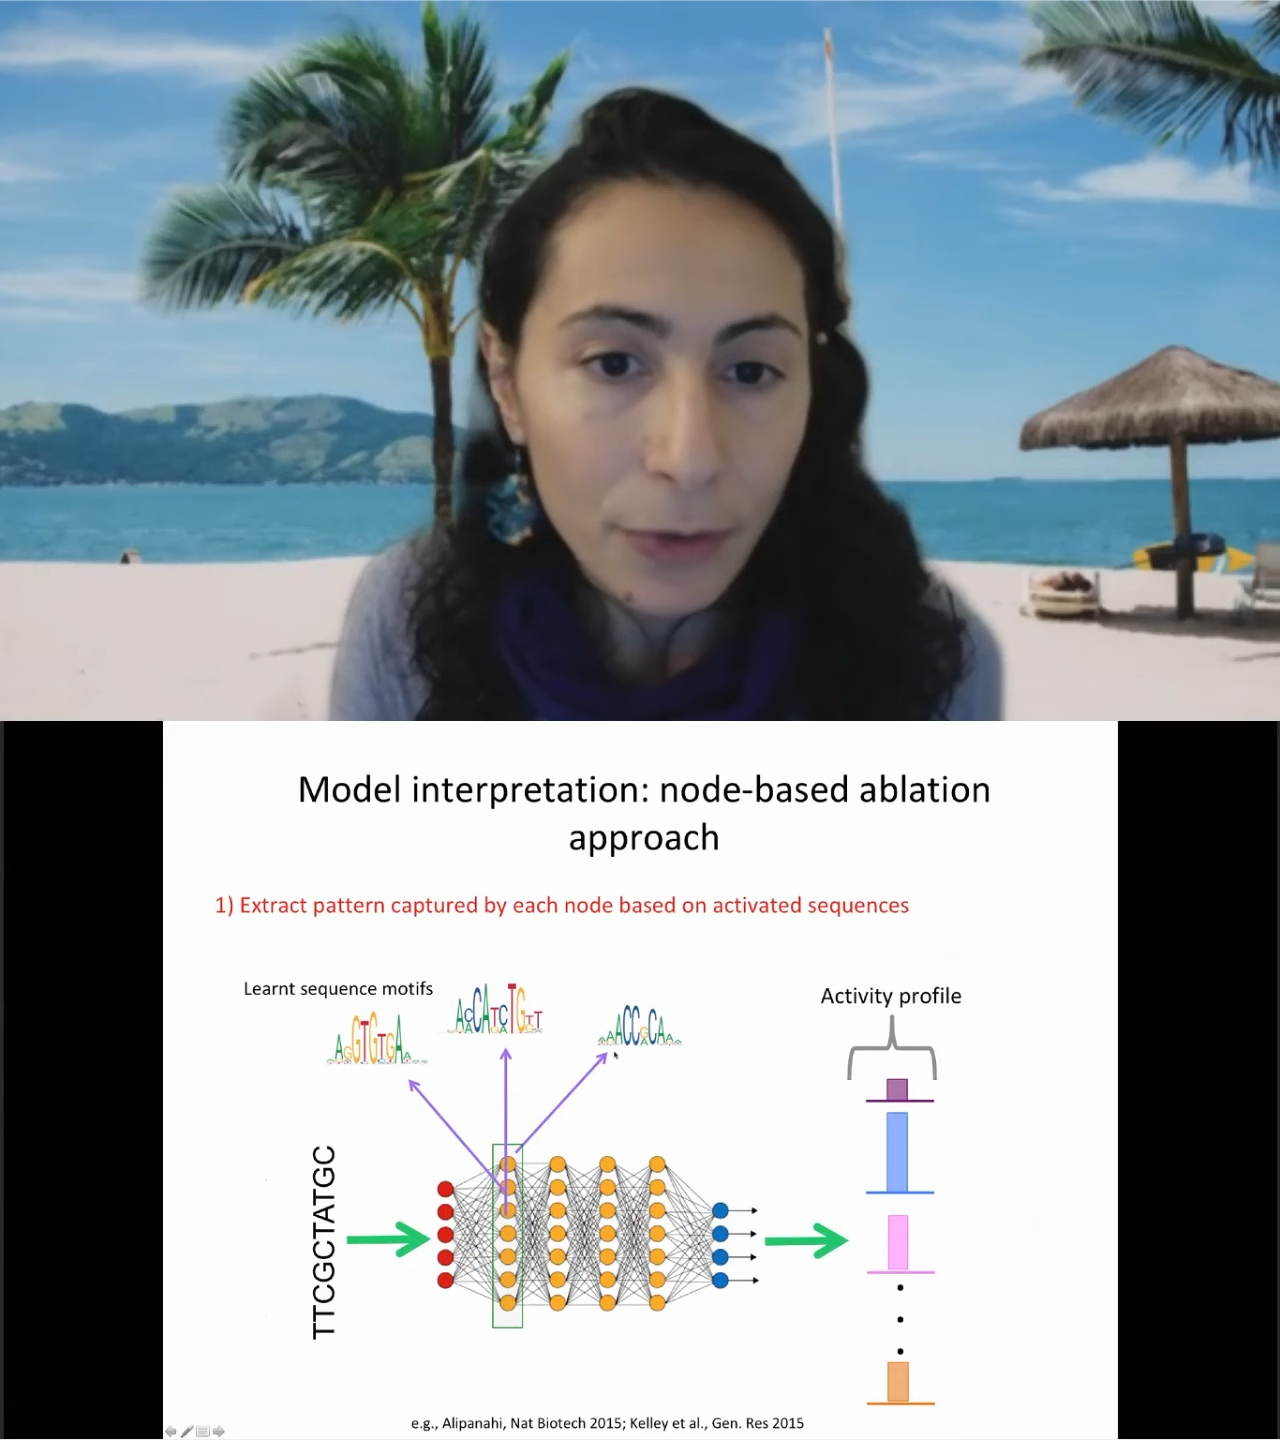 Model interpretation: node-based ablation
approach
1) Extract pattern captured by each node based on activated sequences
Learnt sequence motifs
Activity profile
TTCGCTATGC
e.g., Alipanahi, Nat Biotech 2015; Kelley et al., Gen. Res 2015